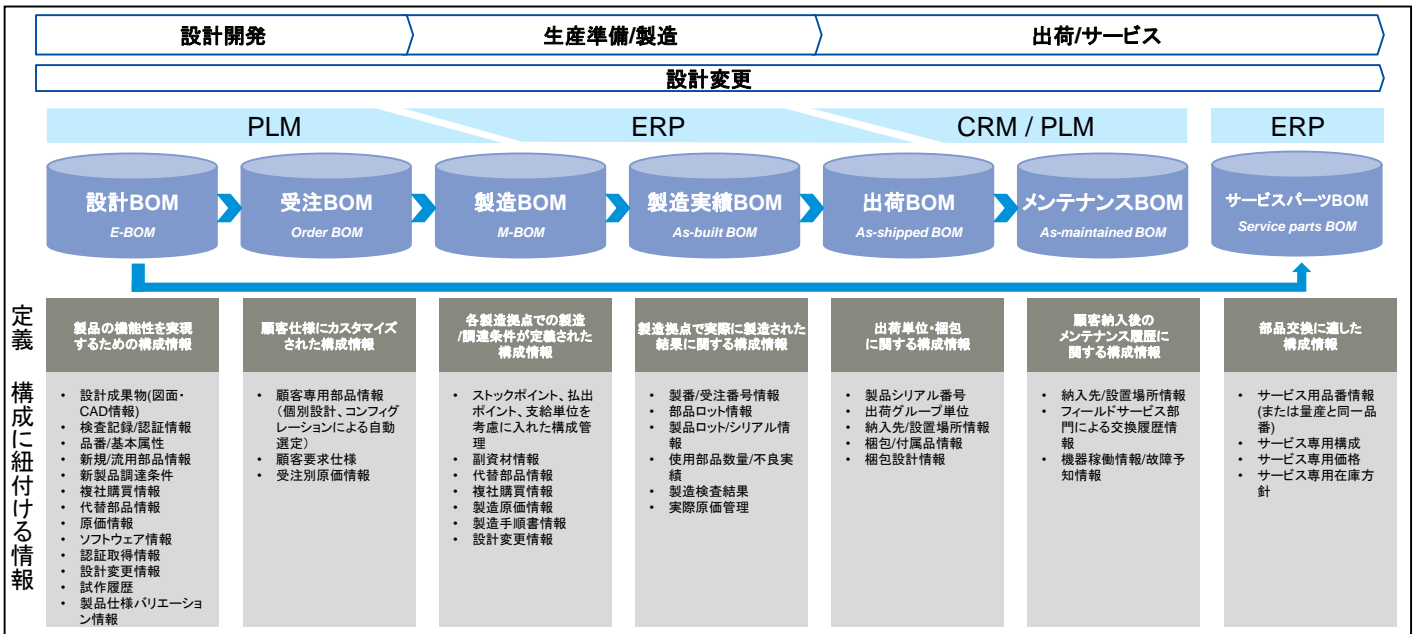 設計開発
生産準備/製造
出荷/サービス
設計変更
PLM
ERP
CRM / PLM
ERP
設計BOM
E-BOM
受注BOM
Order BOM
製造BOM
M-BOM
製造実績BOM
As-built BOM
出荷BOM
As-shipped BOM
メンテナンスBOM
As-maintained BOM
サービスパーツBOM
Service parts BOM
定義
製品の機能性を実現
するための構成情報
顧客仕様にカスタマイズ
された構成情報
各製造拠点での製造
/調達条件が定義された
構成情報
製造拠点で実際に製造された
結果に関する構成情報
出荷単位・梱包
に関する構成情報
顧客納入後の
メンテナンス履歴に
関する構成情報
部品交換に適した
構成情報
構成に紐付ける情報
・ 設計成果物(図面・
CAD情報)
・ 検査記録/認証情報
・ 品番/基本属性
・ 新規/流用部品情報
・ 新製品調達条件
・ 複社購買情報
・ 代替部品情報
・ 原価情報
・ ソフトウェア情報
・ 認証取得情報
・ 設計変更情報
・ 試作履歴
・ 製品仕様バリエーショ
ン情報
・ 顧客専用部品情報
（個別設計、コンフィグ
レーションによる自動
選定）
・ 顧客要求仕様
・ 受注別原価情報
・ ストックポイント、払出
ポイント、支給単位を
考慮に入れた構成管
理
・ 副資材情報
・ 代替部品情報
・ 複社購買情報
・ 製造原価情報
・ 製造手順書情報
・ 設計変更情報
・ 製番/受注番号情報
・ 部品ロット情報
・ 製品ロット/シリアル情
報
・ 使用部品数量/不良実
績
・ 製造検査結果
・ 実際原価管理
・ 製品シリアル番号
・ 出荷グループ単位
・ 納入先/設置場所情報
・ 梱包/付属品情報
・ 梱包設計情報
・ 納入先/設置場所情報
・ フィールドサービス部
門による交換履歴情
報
・ 機器稼働情報/故障予
知情報
・ サービス用品番情報
(または量産と同一品
番)
・ サービス専用構成
・ サービス専用価格
・ サービス専用在庫方
針